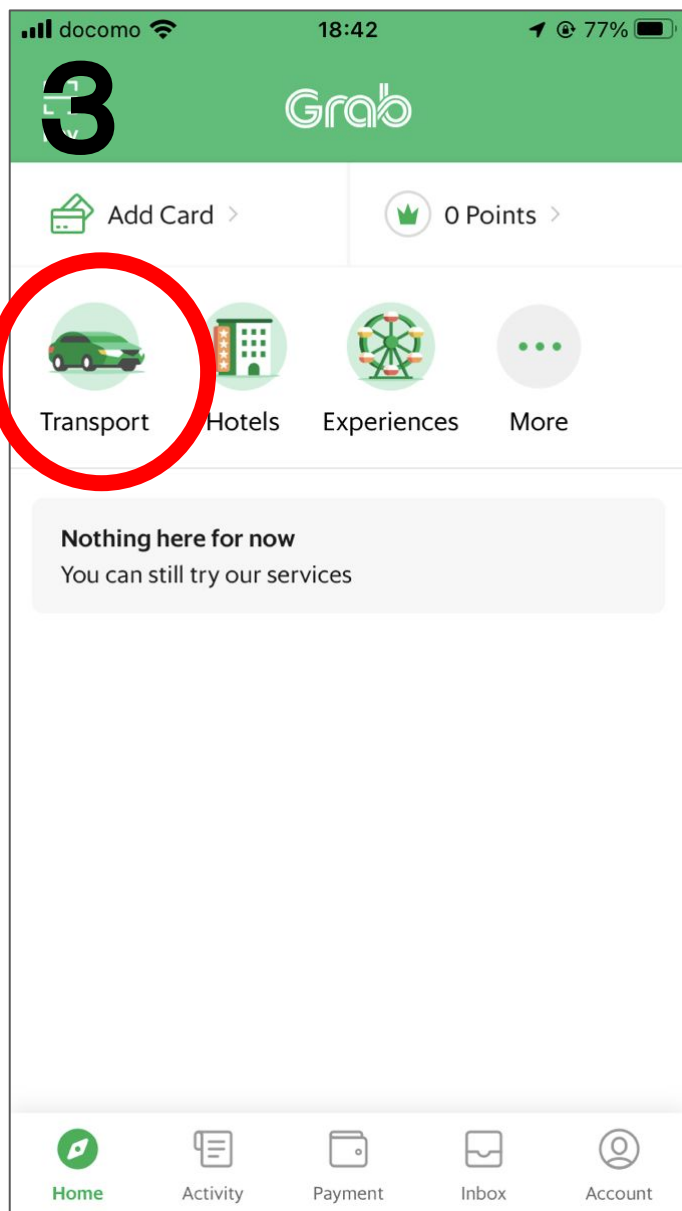 docomo 18:42 77%
3
Grab
Add Card 0 Points
Transport Hotels Experiences More
Nothing here for now
You can still try our services
Home Activity Payment Inbox Account